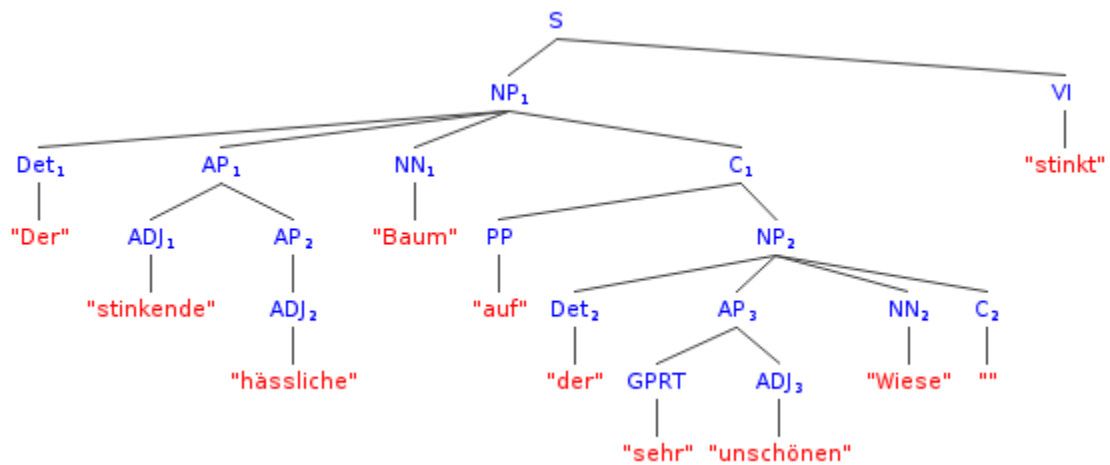 S
NP₁ VI
Det₁ AP₁ NN₁ C₁ "stinkt"
"Der" ADJ₁ AP₂ "Baum" PP NP₂
"stinkende" ADJ₂ "auf" Det₂ AP₃ NN₂ C₂
"hässliche" "der" GPRT ADJ₃ "Wiese" ""
"sehr" "unschönen"